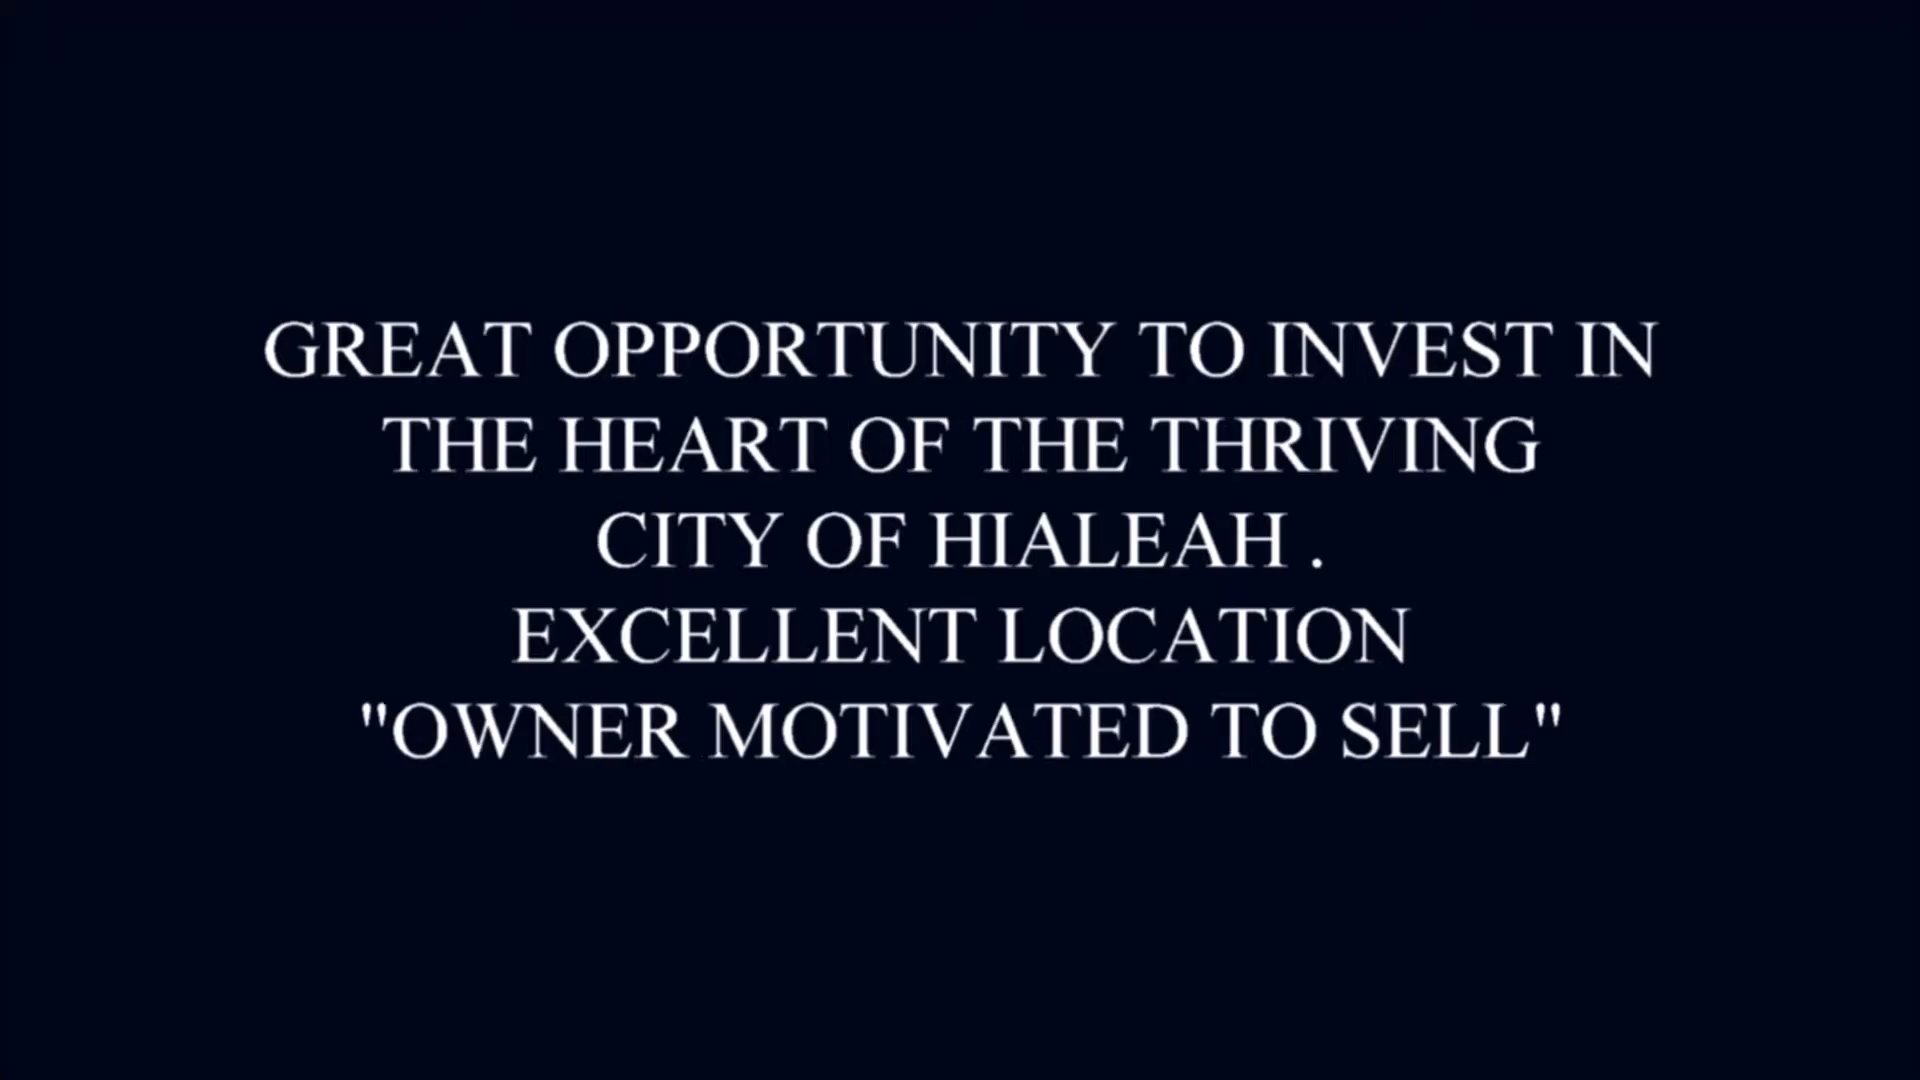 GREAT OPPORTUNITY TO INVEST IN
THE HEART OF THE THRIVING
CITY OF HIALEAH .
EXCELLENT LOCATION
"OWNER MOTIVATED TO SELL"